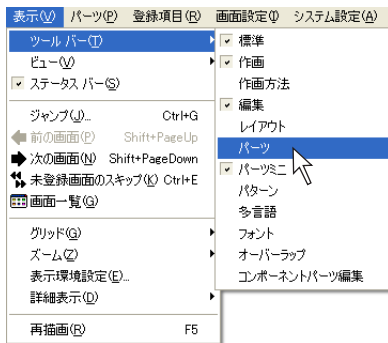 表示(V) パーツ(P) 登録項目(R) 画面設定(I) システム設定(A)
ツール バー(T)
ビュー(V)
ステータス バー(S)
ジャンプ(J)... Ctrl+G
前の画面(P) Shift+PageUp
次の画面(N) Shift+PageDown
未登録画面のスキップ(K) Ctrl+E
画面一覧(G)
グリッド(G)
ズーム(Z)
表示環境設定(E)...
詳細表示(D)
再描画(R) F5
標準
作画
作画方法
編集
レイアウト
パーツ
パーツミニ
パターン
多言語
フォント
オーバーラップ
コンポーネントパーツ編集